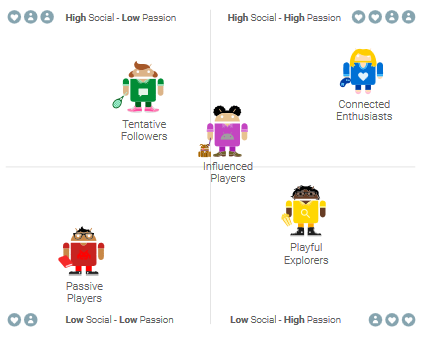 High Social - Low Passion
High Social - High Passion
Connected
Enthusiasts
Tentative
Followers
Influenced
Players
Playful
Explorers
Passive
Players
Low Social - Low Passion
Low Social - High Passion